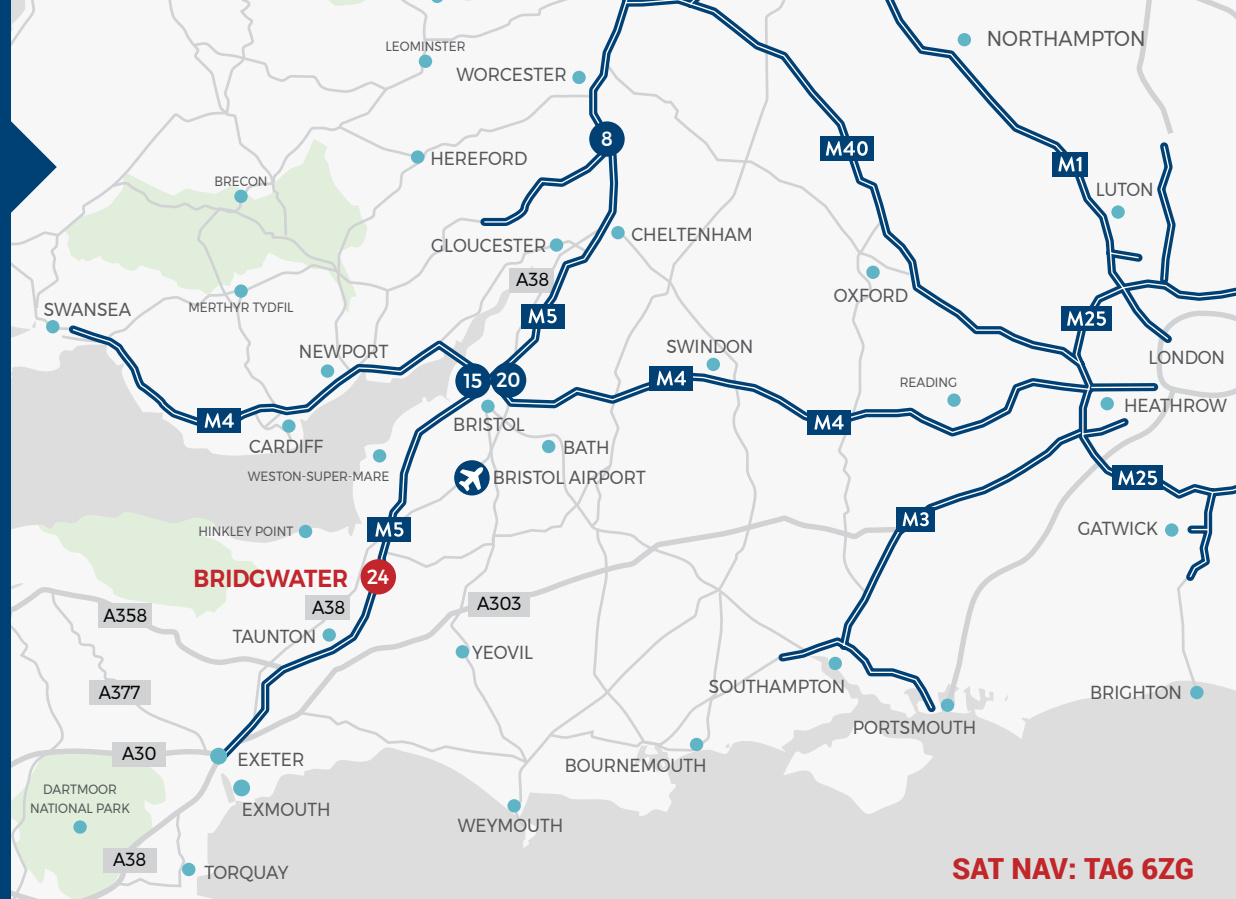 NORTHAMPTON
LEOMINSTER
WORCESTER
8
M40
HEREFORD
M1
BRECON
LUTON
GLOUCESTER
CHELTENHAM
A38
OXFORD
SWANSEA
MERTHYR TYDFIL
M5
M25
NEWPORT
SWINDON
LONDON
15
20
M4
READING
M4
M4
HEATHROW
BRISTOL
CARDIFF
BATH
WESTON-SUPER-MARE
BRISTOL AIRPORT
M25
M3
HINKLEY POINT
M5
GATWICK
BRIDGWATER
24
A358
A38
A303
TAUNTON
YEOVIL
A377
SOUTHAMPTON
BRIGHTON
PORTSMOUTH
A30
EXETER
BOURNEMOUTH
DARTMOOR
NATIONAL PARK
EXMOUTH
WEYMOUTH
A38
TORQUAY
SAT NAV: TA6 6ZG